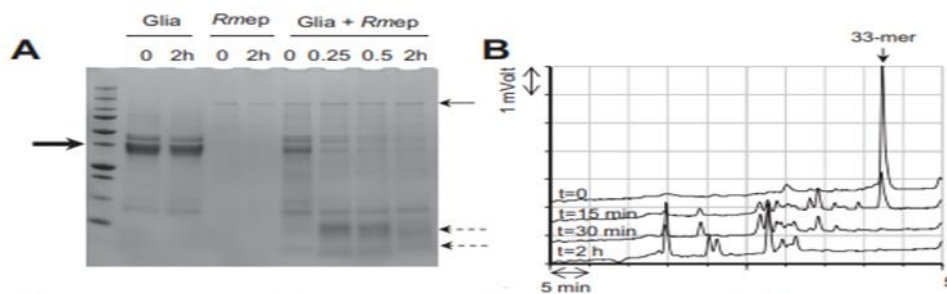 A
Glia Rmep Glia + Rmep
0 2h 0 2h 0 0.25 0.5 2h
B
33-mer
1 mVolt
t=0
t=15 min
t=30 min
t=2 h
5 min